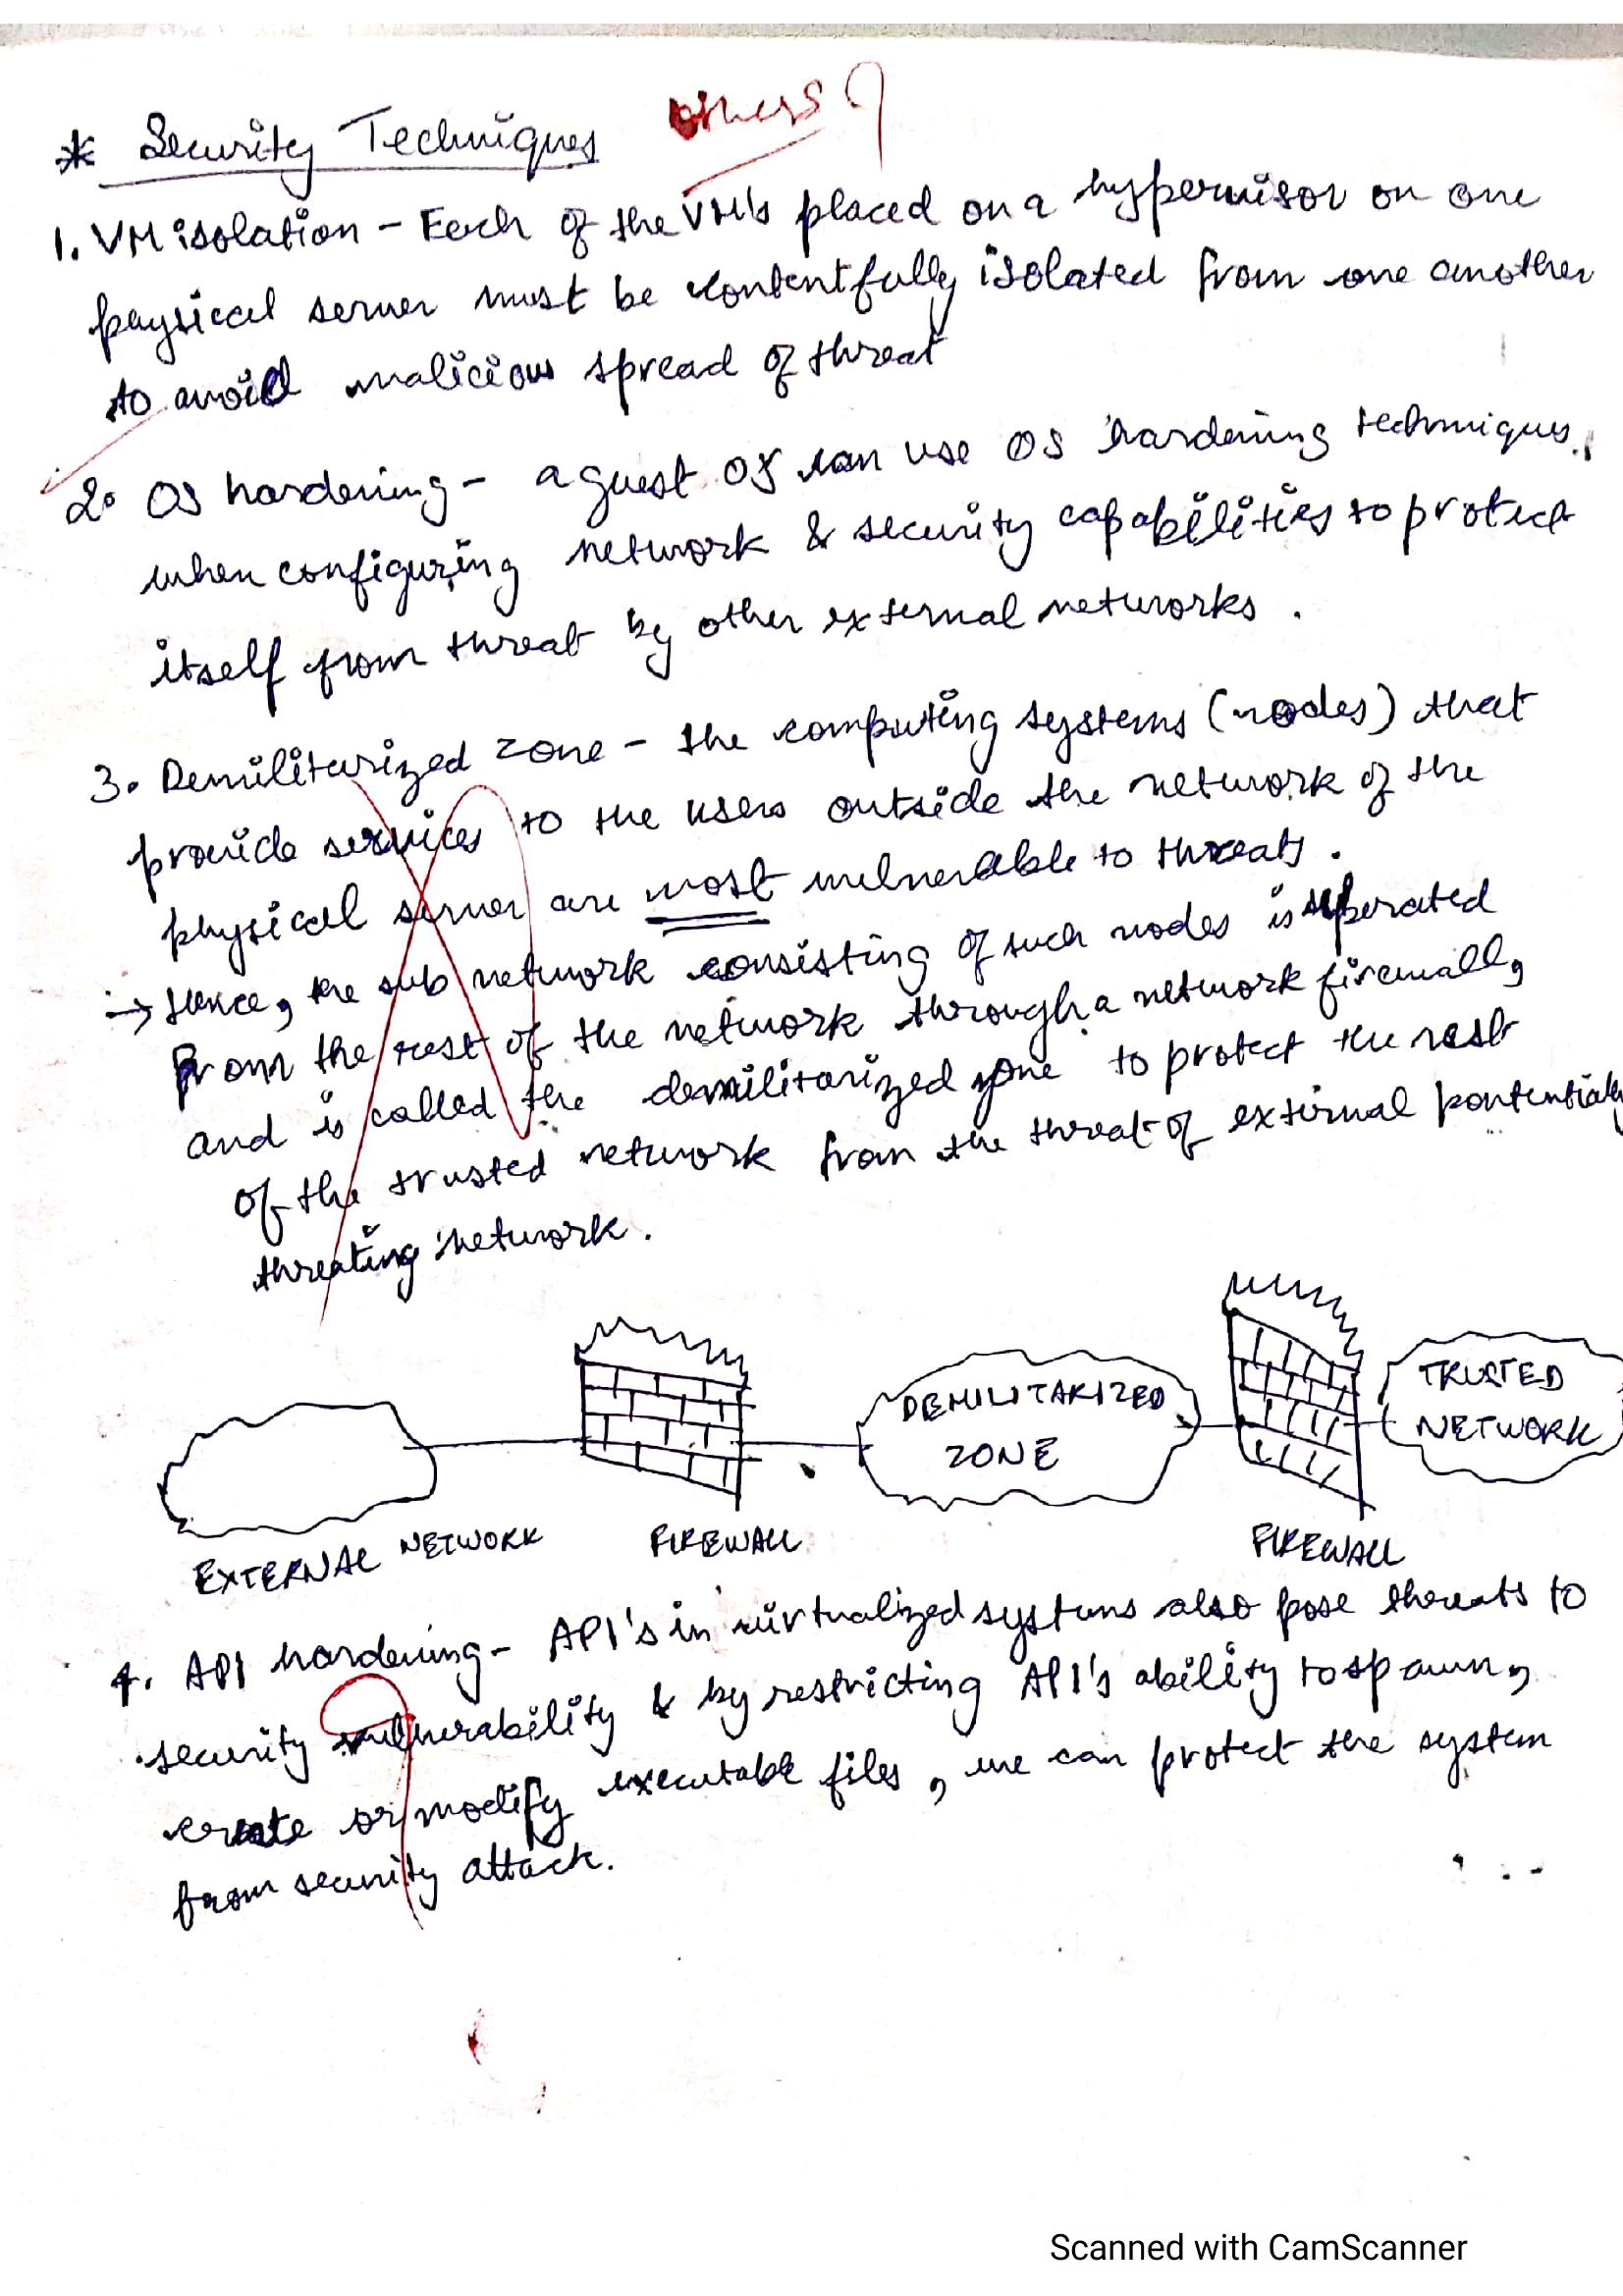 * Security Techniques others ?
1. VM isolation - Each of the VM's placed on a hypervisor on one
physical server must be contentfully isolated from one another
to avoid malicious spread of threat
2. OS hardening - a guest OS can use OS hardening techniques.
when configuring network & security capabilities to protect
itself from threat by other external networks.
3. Demilitarized zone - the computing systems (nodes) that
provide services to the users outside the network of the
physical server are most vulnerable to threats.
→ Hence, the sub network consisting of such nodes is seperated
from the rest of the network through a network firewall,
and is called the demilitarized zone to protect the rest
of the trusted network from the threat of external pontentially
threating network.
EXTERNAL NETWORK FIREWALL DEMILITARIZED ZONE FIREWALL TRUSTED NETWORK
4. API hardening - API's in virtualized systems also pose threats to
security vulnerability & by restricting API's ability to spawn,
create or modify executable files, we can protect the system
from security attack.
Scanned with CamScanner